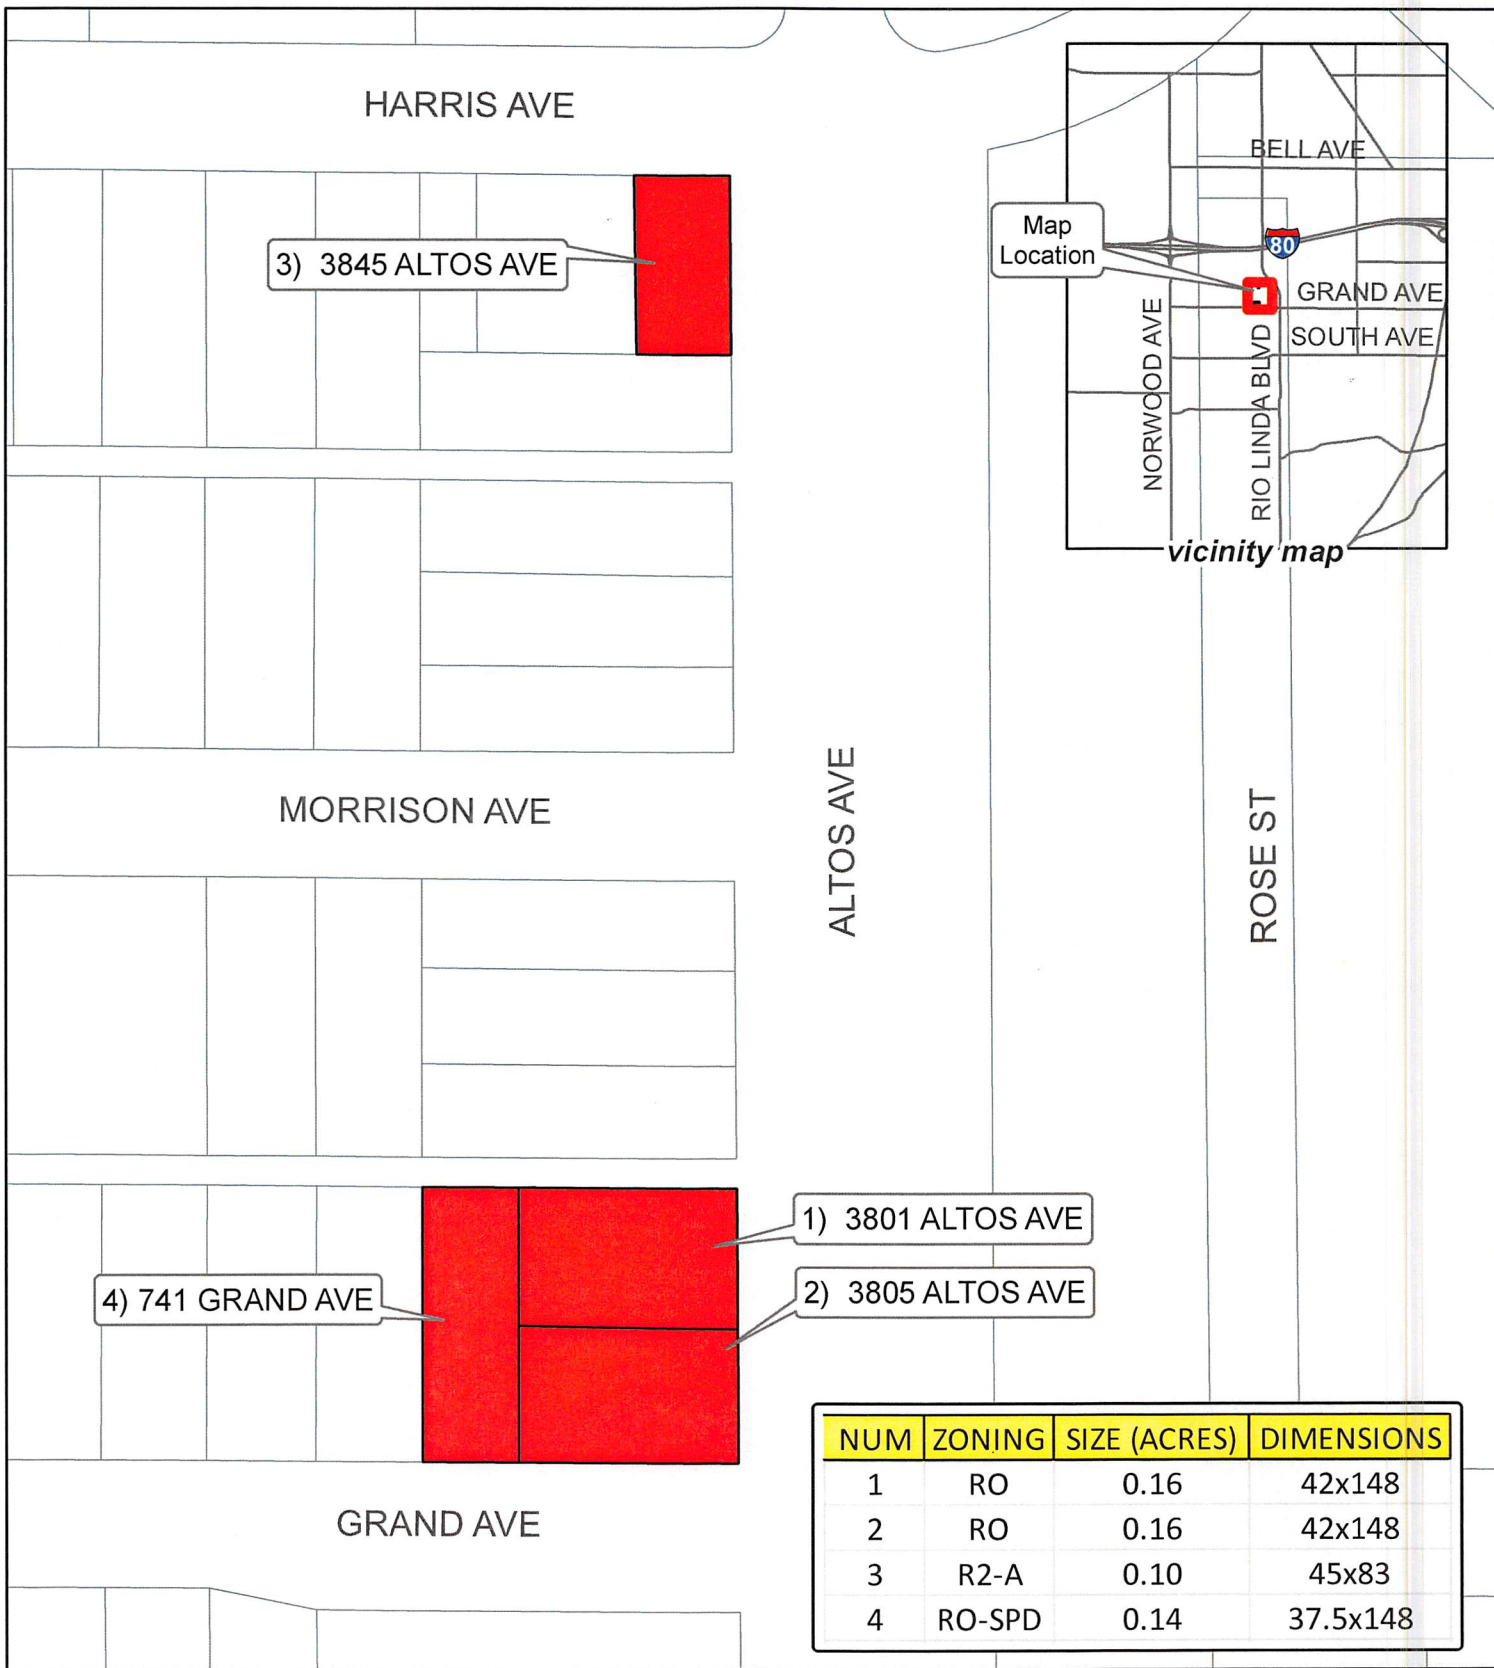 HARRIS AVE
BELL AVE
Map
Location
80
3) 3845 ALTOS AVE
GRAND AVE
SOUTH AVE
NORWOOD AVE
RIO LINDA BLVD
vicinity map
MORRISON AVE
ALTOS AVE
ROSE ST
1) 3801 ALTOS AVE
2) 3805 ALTOS AVE
4) 741 GRAND AVE
GRAND AVE
NUM ZONING SIZE (ACRES) DIMENSIONS
1 RO 0.16 42x148
2 RO 0.16 42x148
3 R2-A 0.10 45x83
4 RO-SPD 0.14 37.5x148